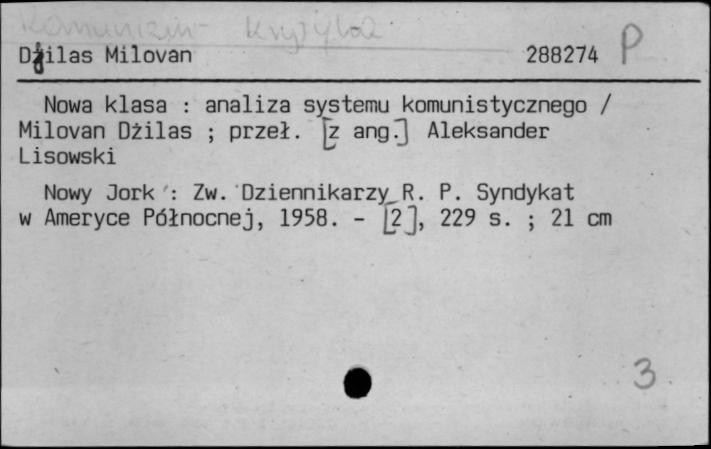 Komunizm - krytyka
Dżilas Milovan 288274 P
Nowa klasa : analiza systemu komunistycznego /
Milovan Dżilas ; przeł. [z ang.] Aleksander
Lisowski
Nowy Jork : Zw. Dziennikarzy R. P. Syndykat
w Ameryce Północnej, 1958. - [2], 229 s. ; 21 cm
3